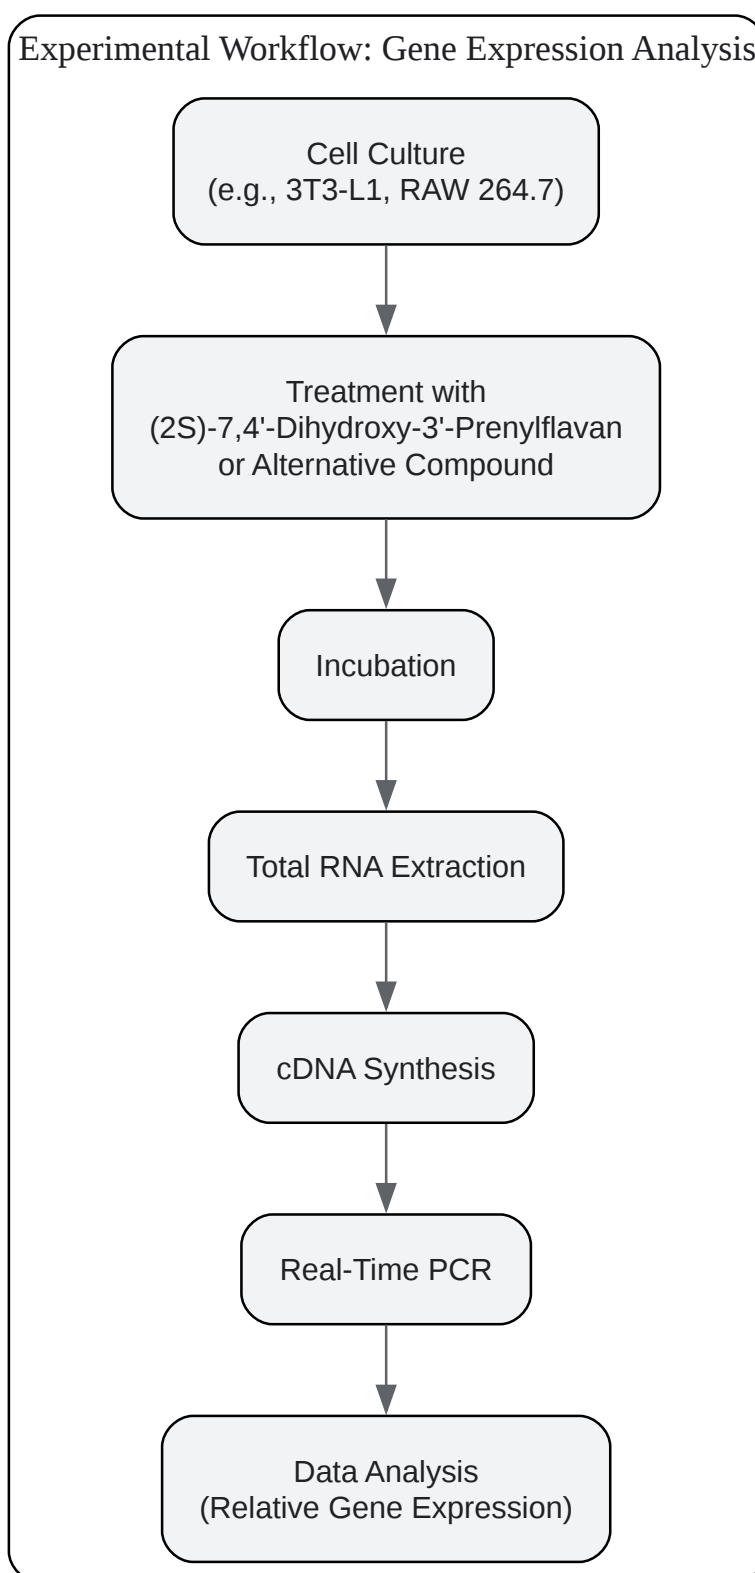 Experimental Workflow: Gene Expression Analysis
Cell Culture
(e.g., 3T3-L1, RAW 264.7)
Treatment with
(2S)-7,4'-Dihydroxy-3'-Prenylflavan
or Alternative Compound
Incubation
Total RNA Extraction
cDNA Synthesis
Real-Time PCR
Data Analysis
(Relative Gene Expression)